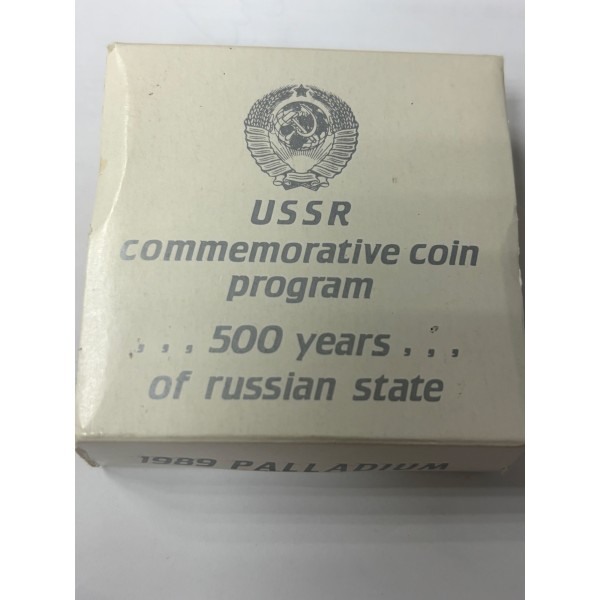 USSR
commemorative coin
program
, , , 500 years , , ,
of russian state
1989 PALLADIUM